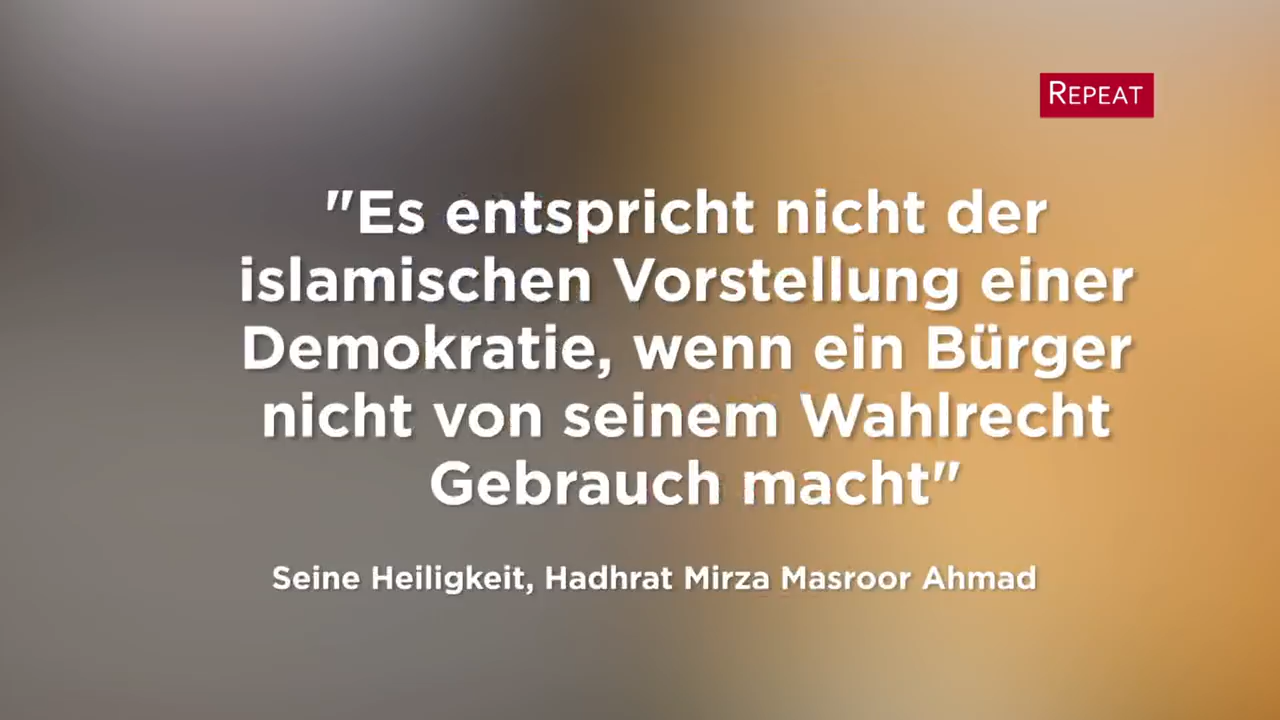 REPEAT
"Es entspricht nicht der
islamischen Vorstellung einer
Demokratie, wenn ein Bürger
nicht von seinem Wahlrecht
Gebrauch macht"
Seine Heiligkeit, Hadhrat Mirza Masroor Ahmad